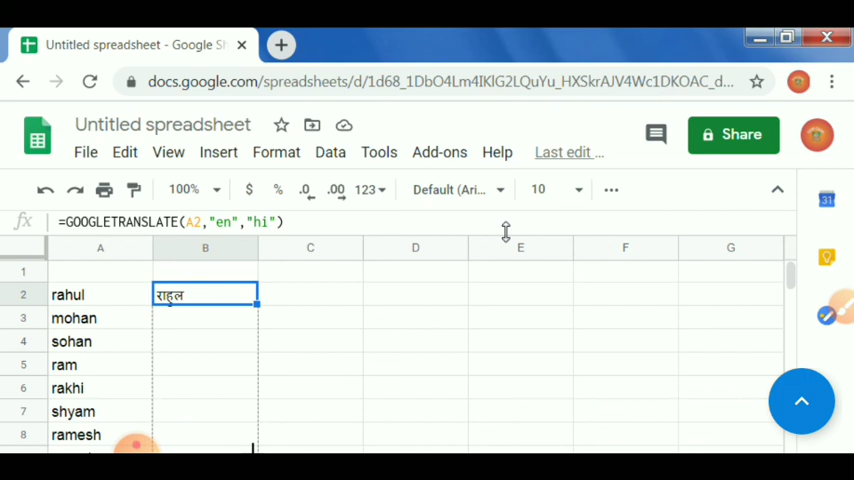 Untitled spreadsheet - Google Sh
docs.google.com/spreadsheets/d/1d68_1DbO4Lm4IKlG2LQuYu_HXSkrAJV4Wc1DKOAC_d...
Untitled spreadsheet
Share
File Edit View Insert Format Data Tools Add-ons Help Last edit ...
100% $ % .0 .00 123 Default (Ari... 10
fx =GOOGLETRANSLATE(A2,"en","hi")
A B C D E F G
1
2 rahul राहुल
3 mohan
4 sohan
5 ram
6 rakhi
7 shyam
8 ramesh
31